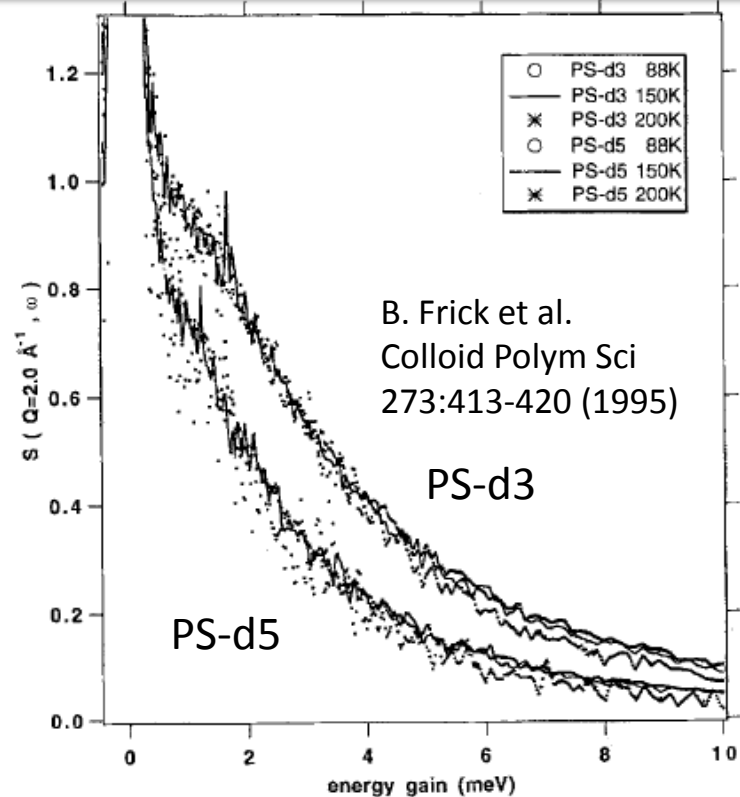 1.2
1.0
0.8
0.6
0.4
0.2
0.0
S ( Q=2.0 Å⁻¹ , ω )
○ PS-d3 88K
— PS-d3 150K
✳ PS-d3 200K
○ PS-d5 88K
— PS-d5 150K
✳ PS-d5 200K
B. Frick et al.
Colloid Polym Sci
273:413-420 (1995)
PS-d3
PS-d5
0 2 4 6 8 10
energy gain (meV)